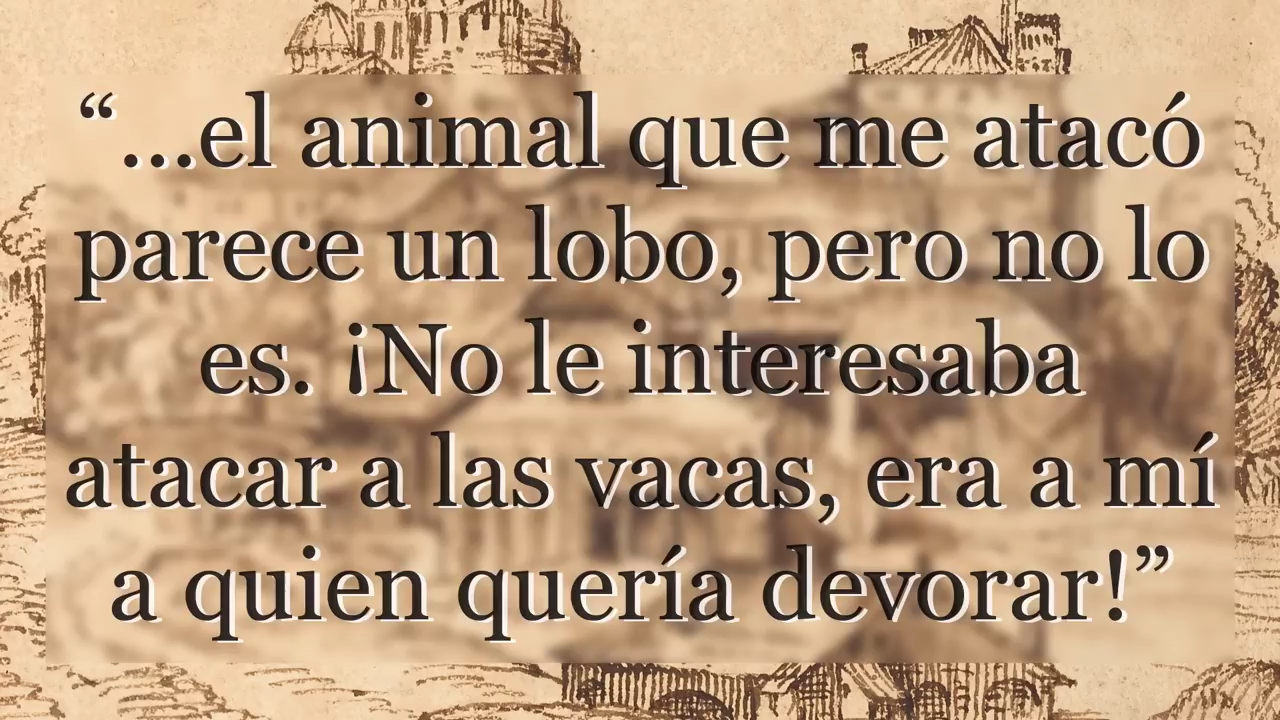 “...el animal que me atacó
parece un lobo, pero no lo
es. ¡No le interesaba
atacar a las vacas, era a mí
a quien quería devorar!”